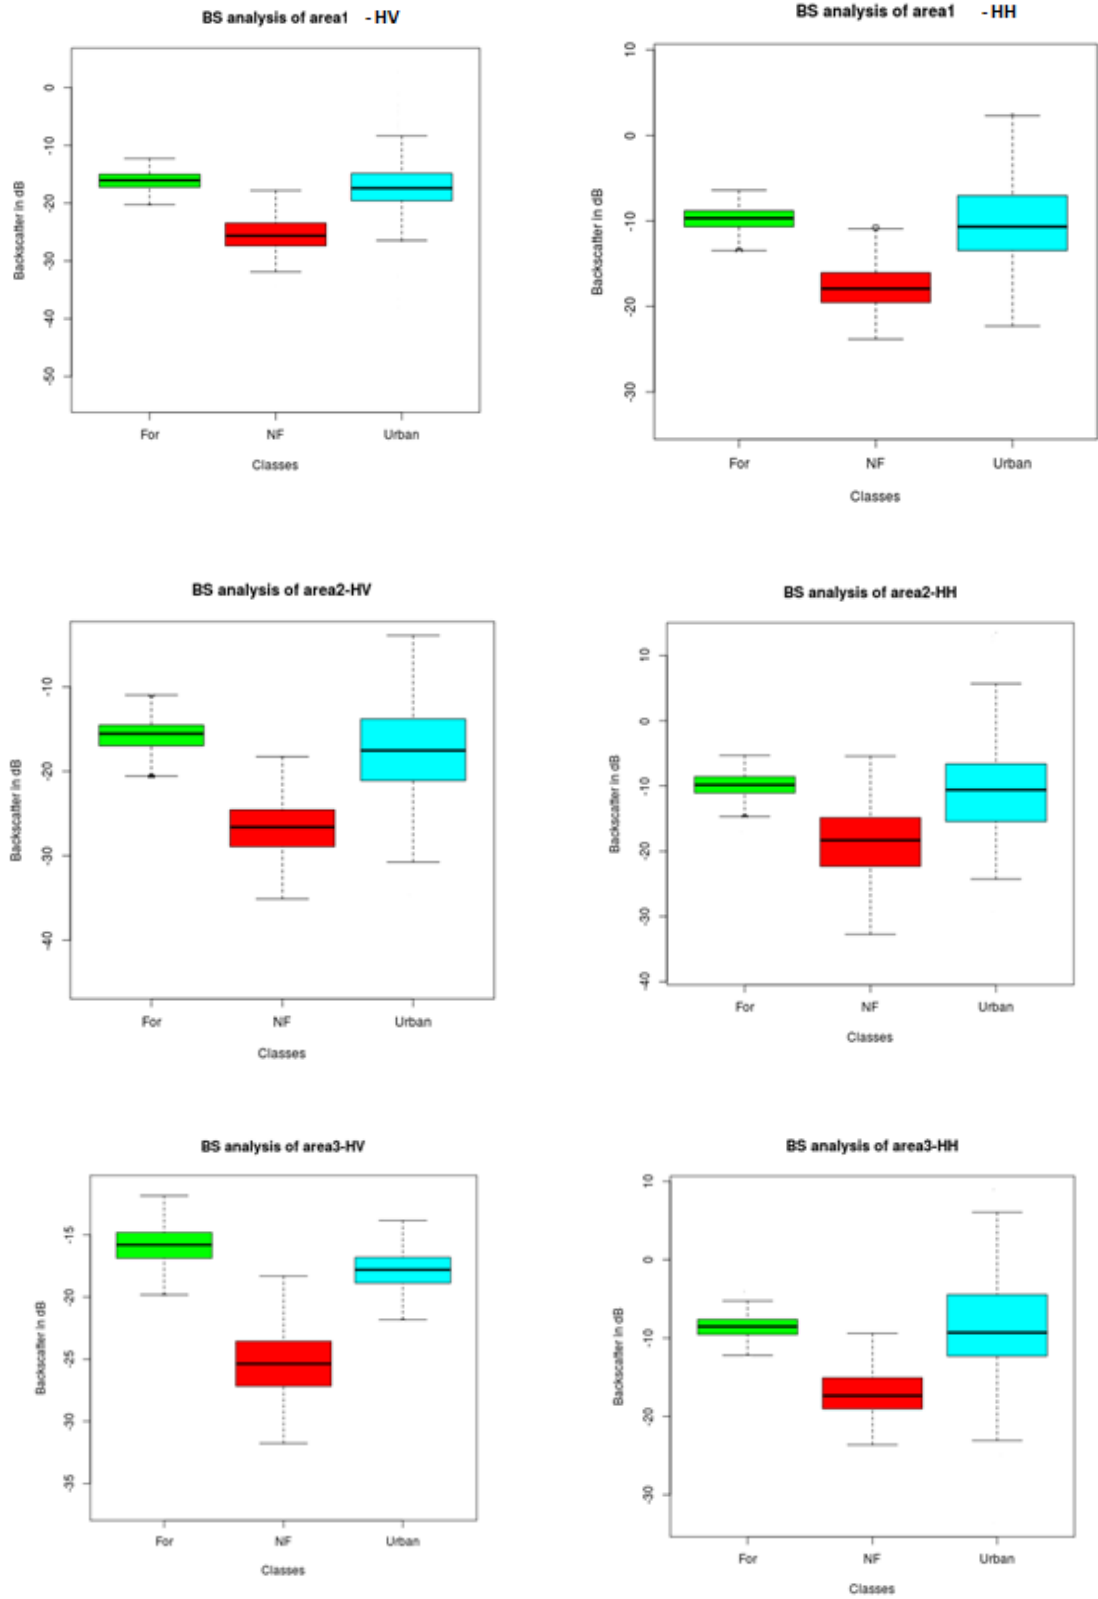 BS analysis of area1 - HV
0
-10
-20
-30
-40
-50
Backscatter in dB
For NF Urban
Classes
BS analysis of area1 - HH
10
0
-10
-20
-30
Backscatter in dB
For NF Urban
Classes
BS analysis of area2-HV
-10
-20
-30
-40
Backscatter in dB
For NF Urban
Classes
BS analysis of area2-HH
10
0
-10
-20
-30
-40
Backscatter in dB
For NF Urban
Classes
BS analysis of area3-HV
-15
-20
-25
-30
-35
Backscatter in dB
For NF Urban
Classes
BS analysis of area3-HH
10
0
-10
-20
-30
Backscatter in dB
For NF Urban
Classes